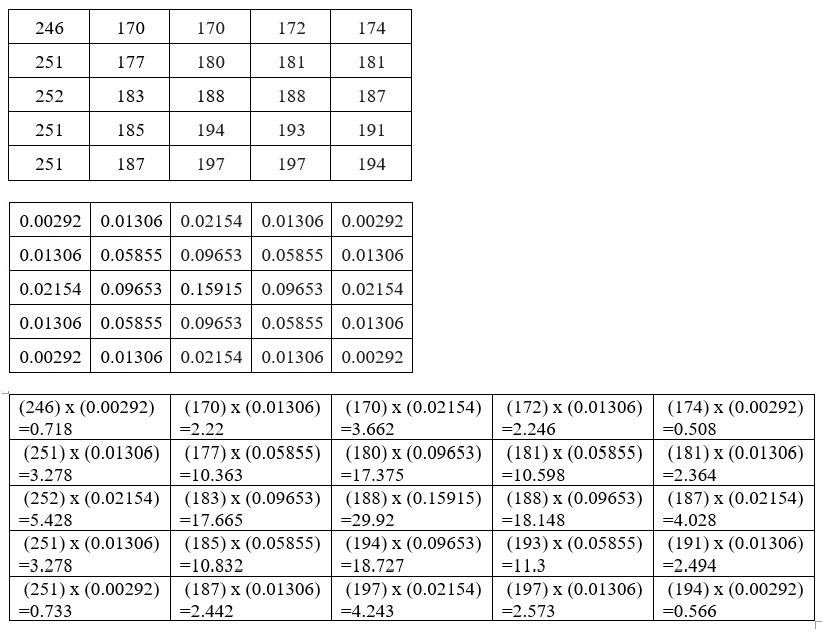 246 170 170 172 174
251 177 180 181 181
252 183 188 188 187
251 185 194 193 191
251 187 197 197 194
0.00292 0.01306 0.02154 0.01306 0.00292
0.01306 0.05855 0.09653 0.05855 0.01306
0.02154 0.09653 0.15915 0.09653 0.02154
0.01306 0.05855 0.09653 0.05855 0.01306
0.00292 0.01306 0.02154 0.01306 0.00292
(246) x (0.00292) (170) x (0.01306) (170) x (0.02154) (172) x (0.01306) (174) x (0.00292)
=0.718 =2.22 =3.662 =2.246 =0.508
(251) x (0.01306) (177) x (0.05855) (180) x (0.09653) (181) x (0.05855) (181) x (0.01306)
=3.278 =10.363 =17.375 =10.598 =2.364
(252) x (0.02154) (183) x (0.09653) (188) x (0.15915) (188) x (0.09653) (187) x (0.02154)
=5.428 =17.665 =29.92 =18.148 =4.028
(251) x (0.01306) (185) x (0.05855) (194) x (0.09653) (193) x (0.05855) (191) x (0.01306)
=3.278 =10.832 =18.727 =11.3 =2.494
(251) x (0.00292) (187) x (0.01306) (197) x (0.02154) (197) x (0.01306) (194) x (0.00292)
=0.733 =2.442 =4.243 =2.573 =0.566